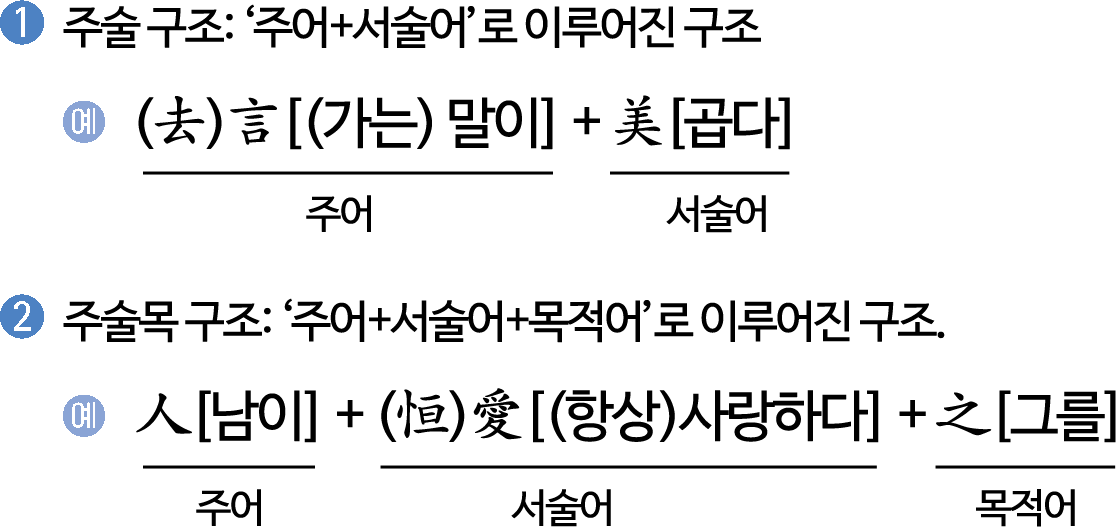 1 주술 구조: ‘주어+서술어’로 이루어진 구조
예 (去)言[(가는) 말이] + 美[곱다]
주어 서술어
2 주술목 구조: ‘주어+서술어+목적어’로 이루어진 구조.
예 人[남이] + (恒)愛[(항상)사랑하다] + 之[그를]
주어 서술어 목적어